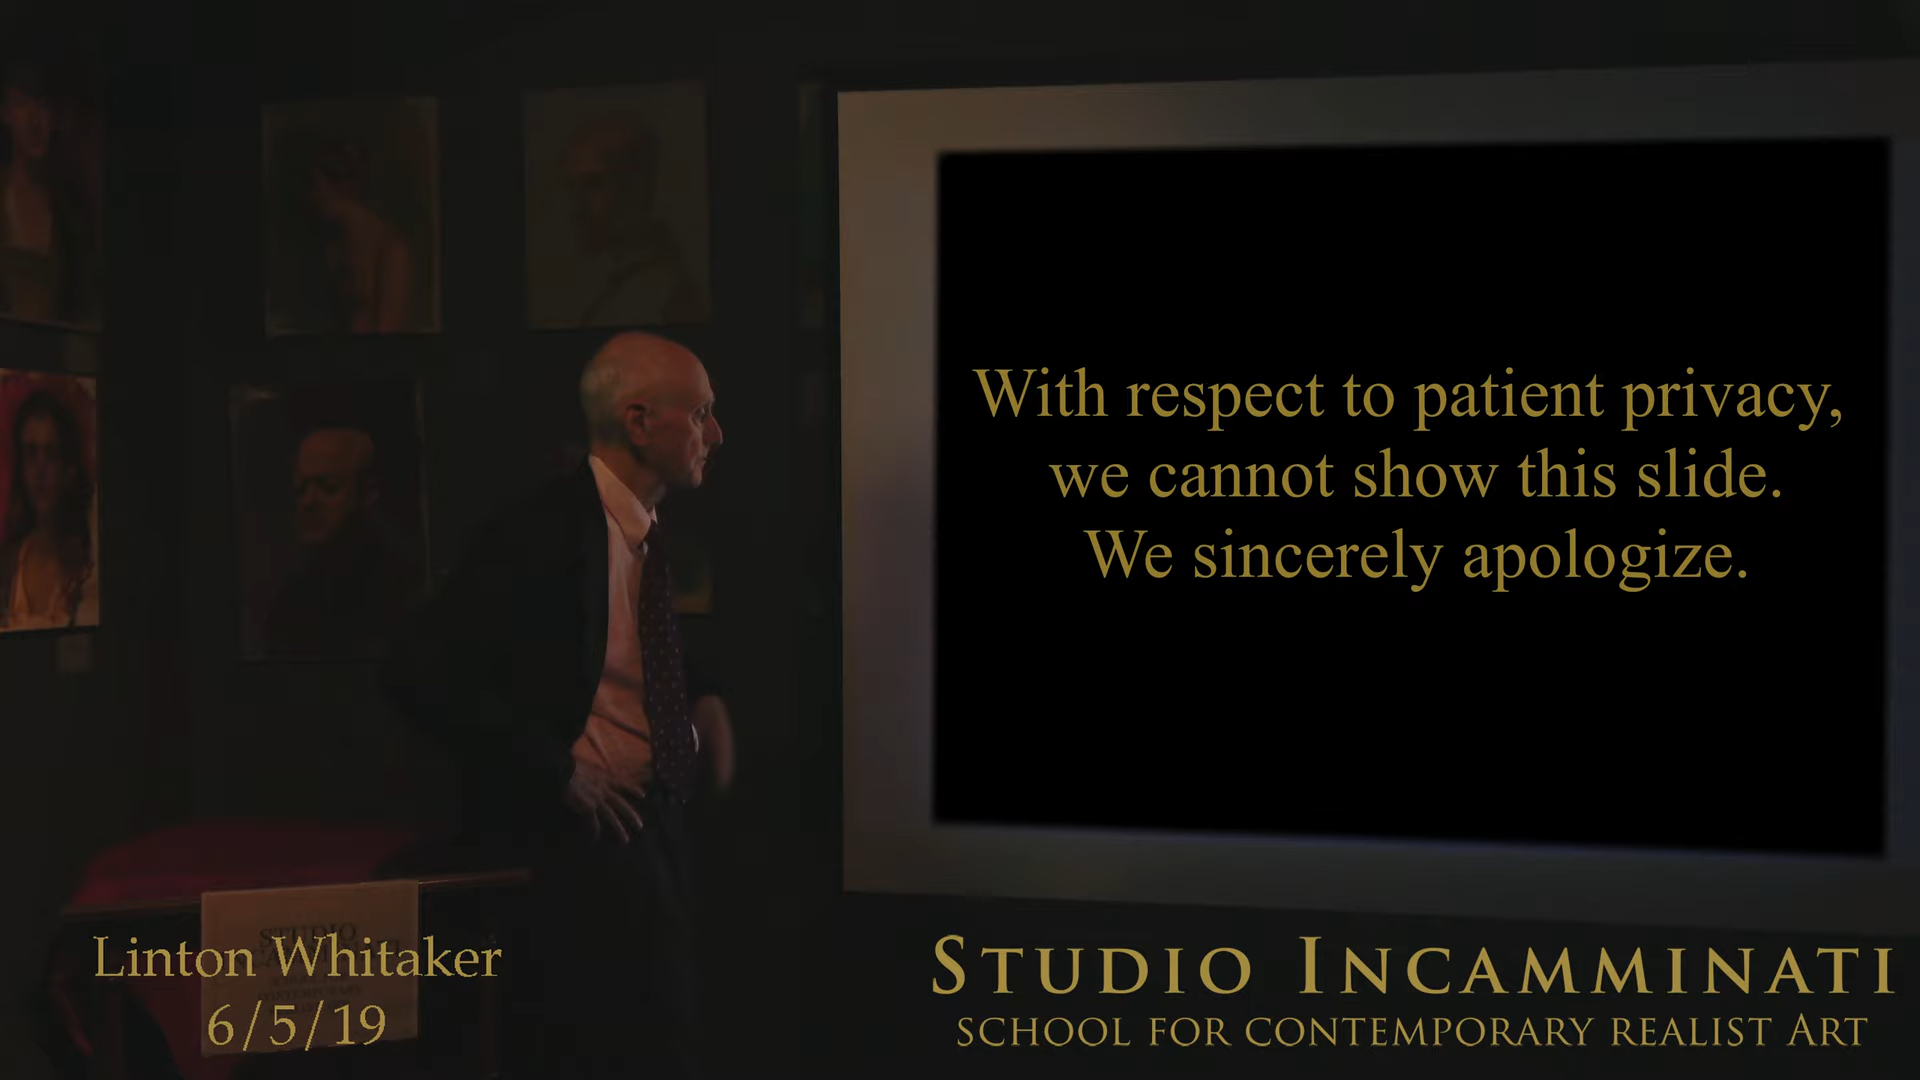 With respect to patient privacy,
we cannot show this slide.
We sincerely apologize.
STUDIO
Linton Whitaker
6/5/19
STUDIO INCAMMINATI
SCHOOL FOR CONTEMPORARY REALIST ART